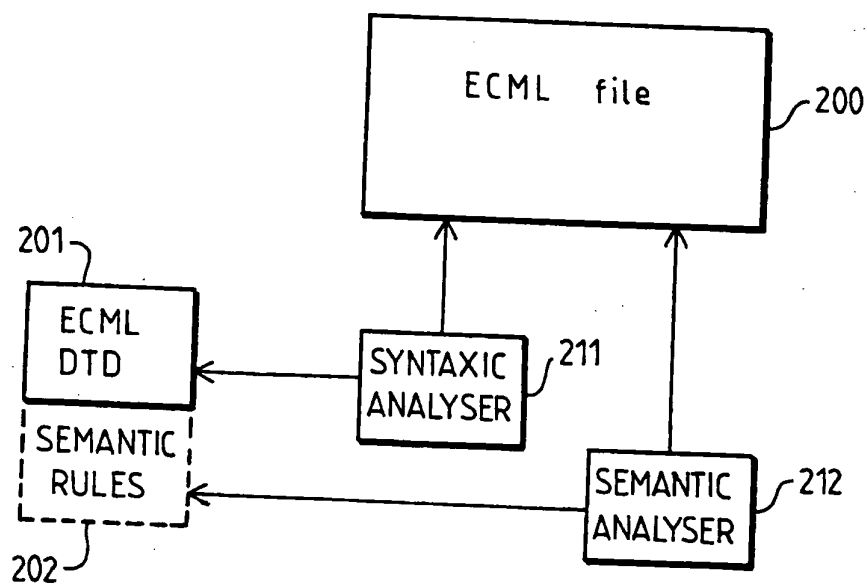 ECML file
200
201
ECML
DTD
SYNTAXIC
ANALYSER
211
SEMANTIC
RULES
SEMANTIC
ANALYSER
212
202